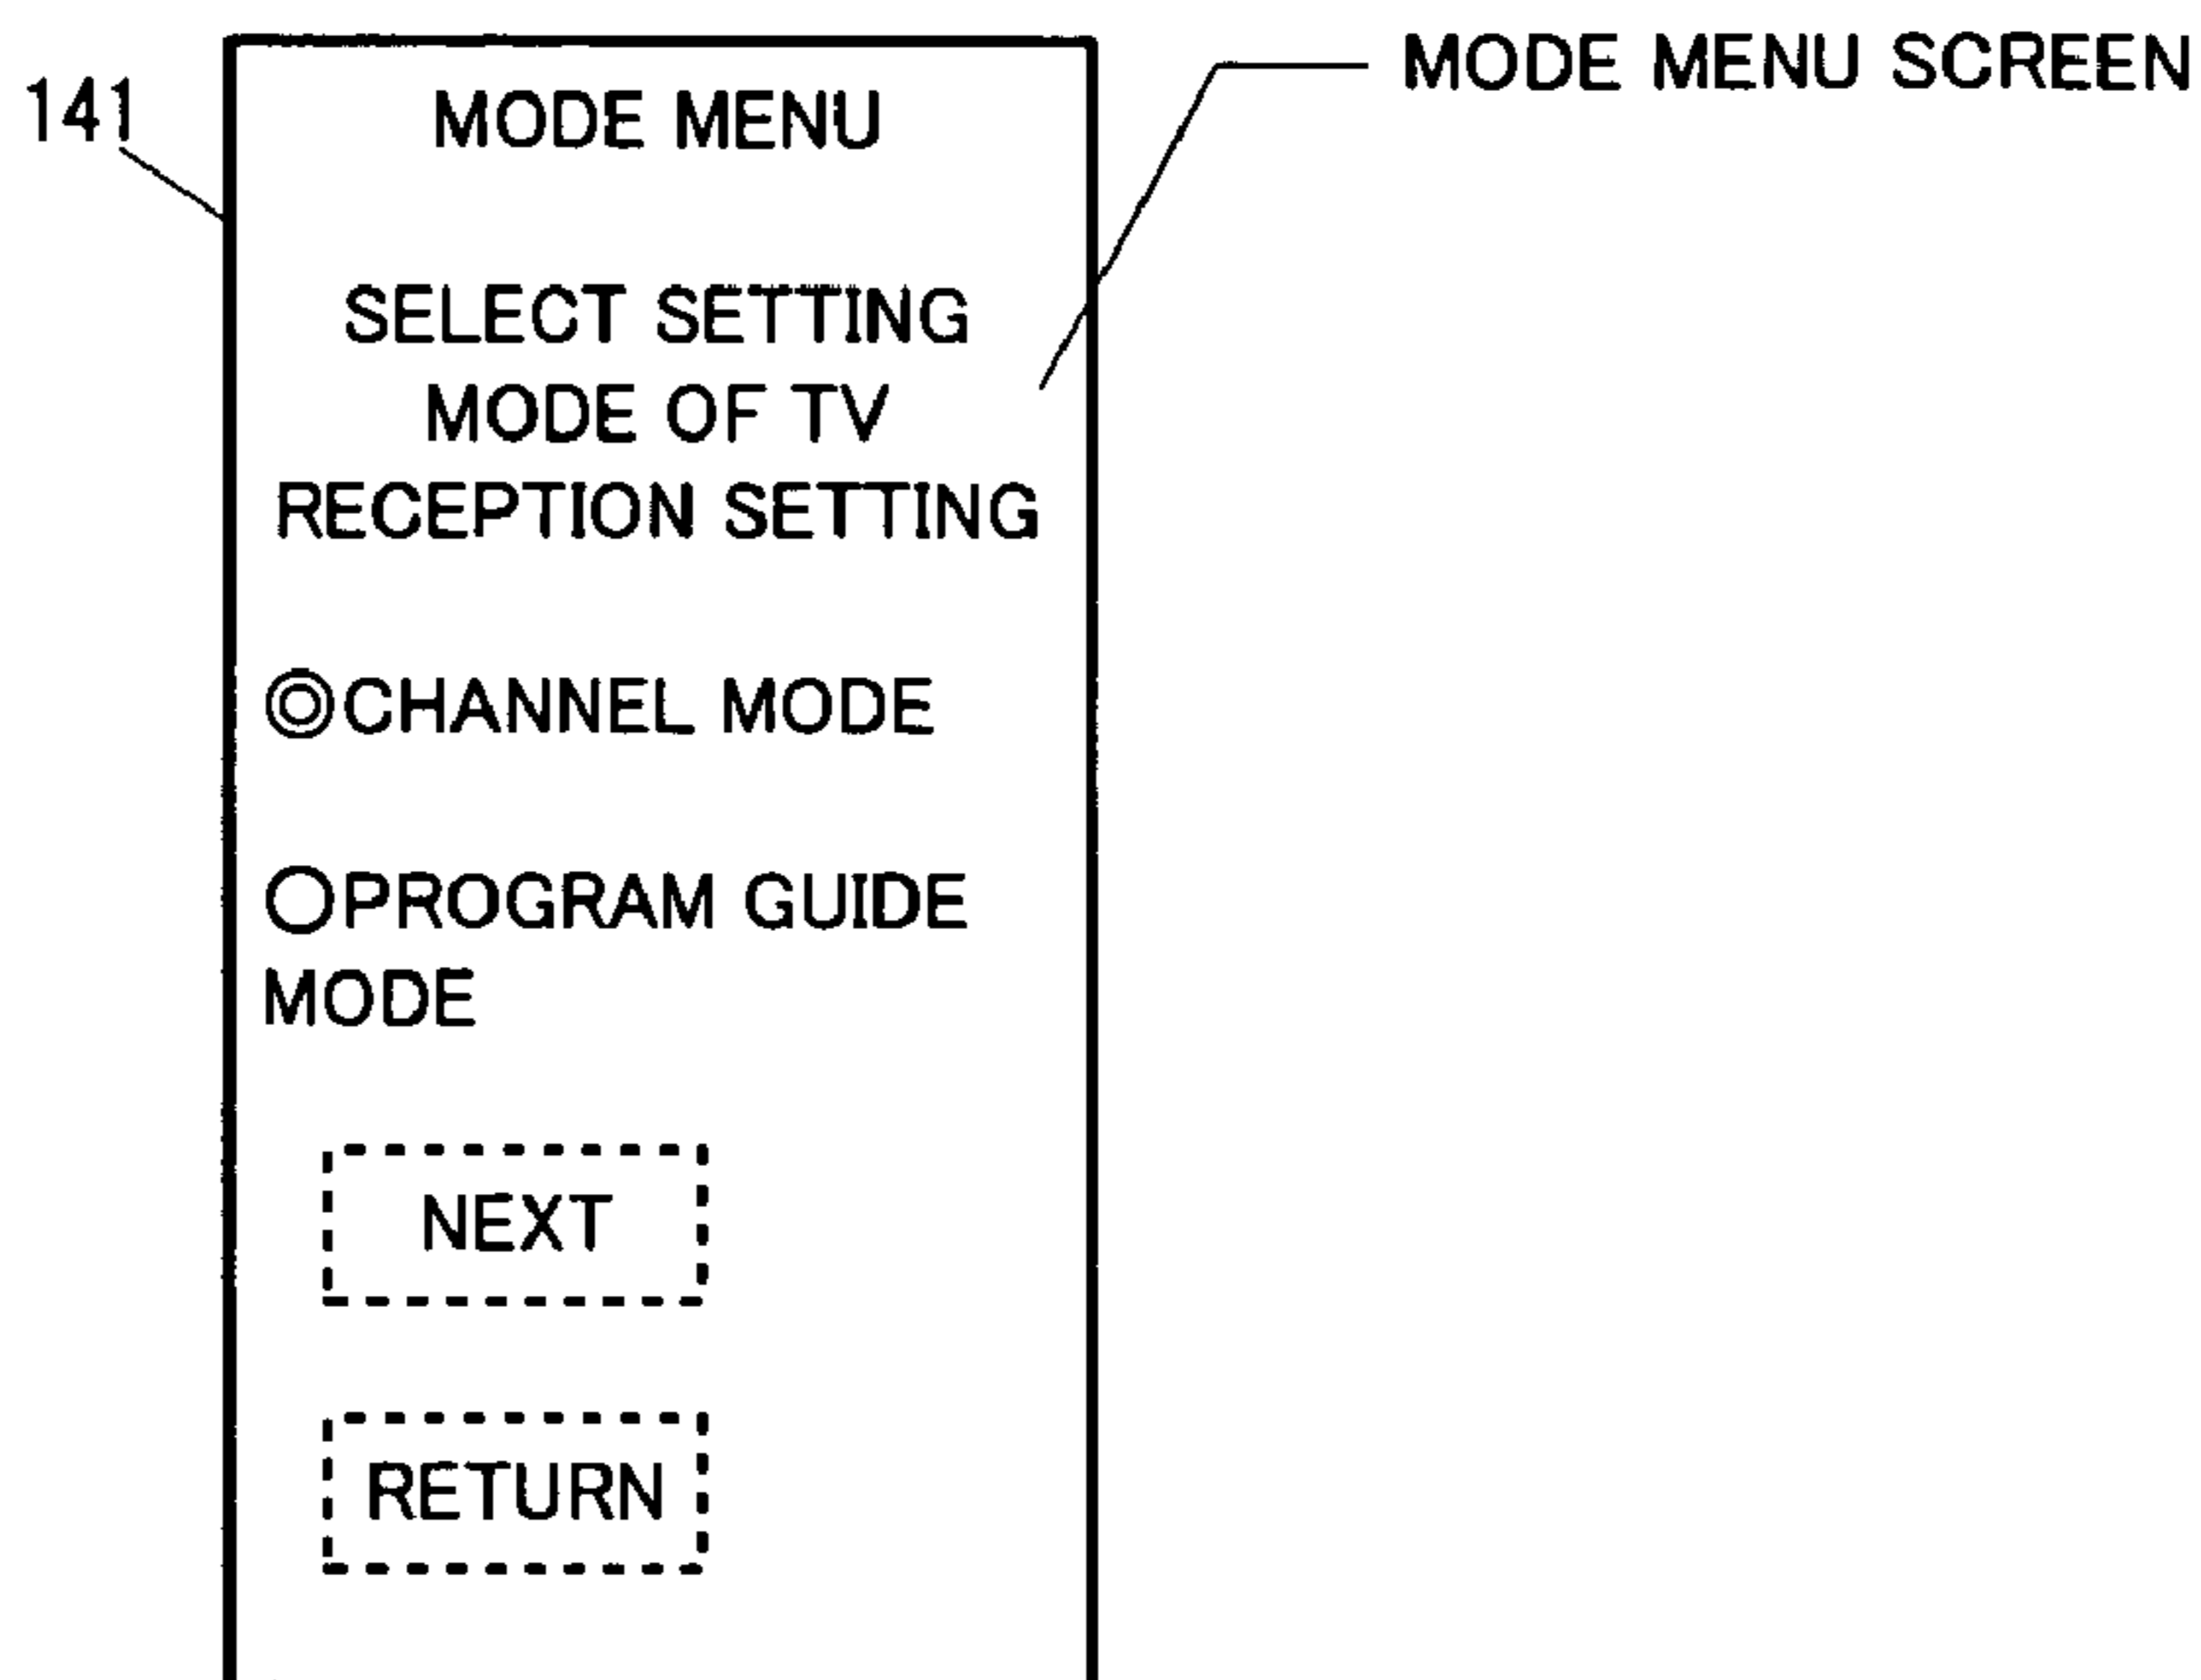 141
MODE MENU
MODE MENU SCREEN
SELECT SETTING
MODE OF TV
RECEPTION SETTING
◎CHANNEL MODE
○PROGRAM GUIDE
MODE
NEXT
RETURN